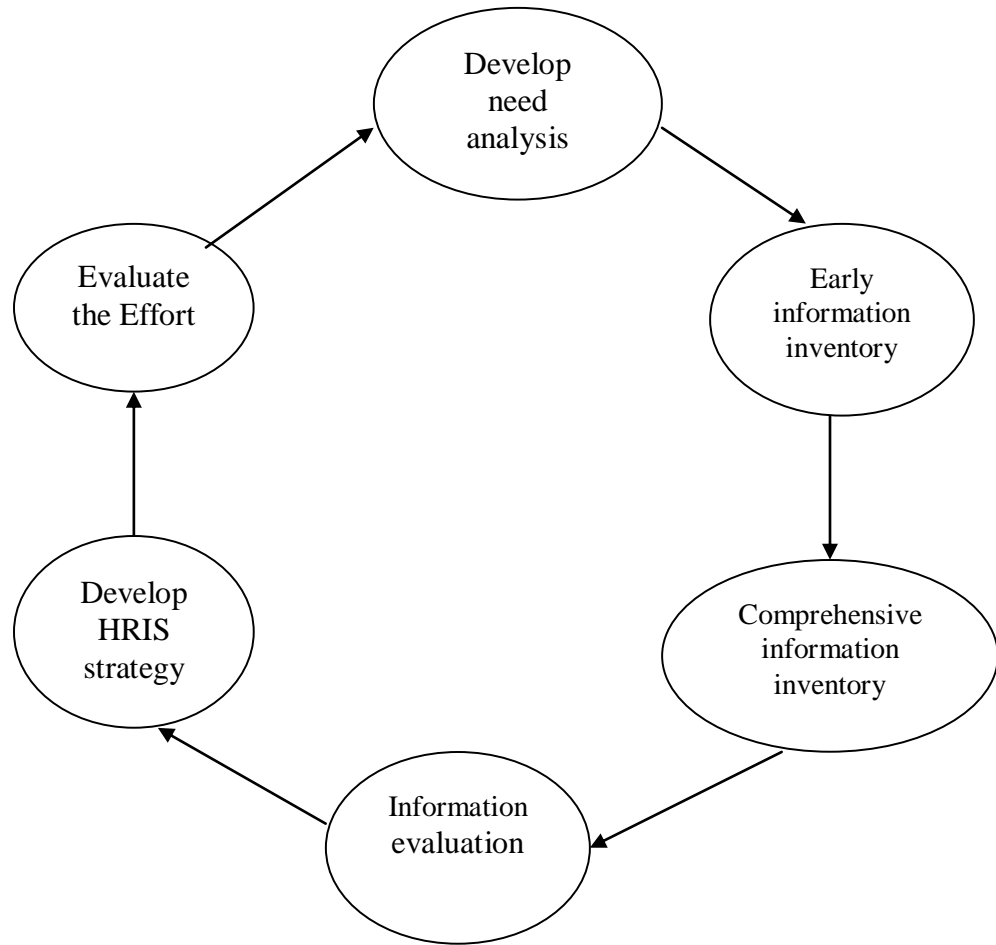 Develop
need
analysis
Early
information
inventory
Comprehensive
information
inventory
Information
evaluation
Develop
HRIS
strategy
Evaluate
the Effort